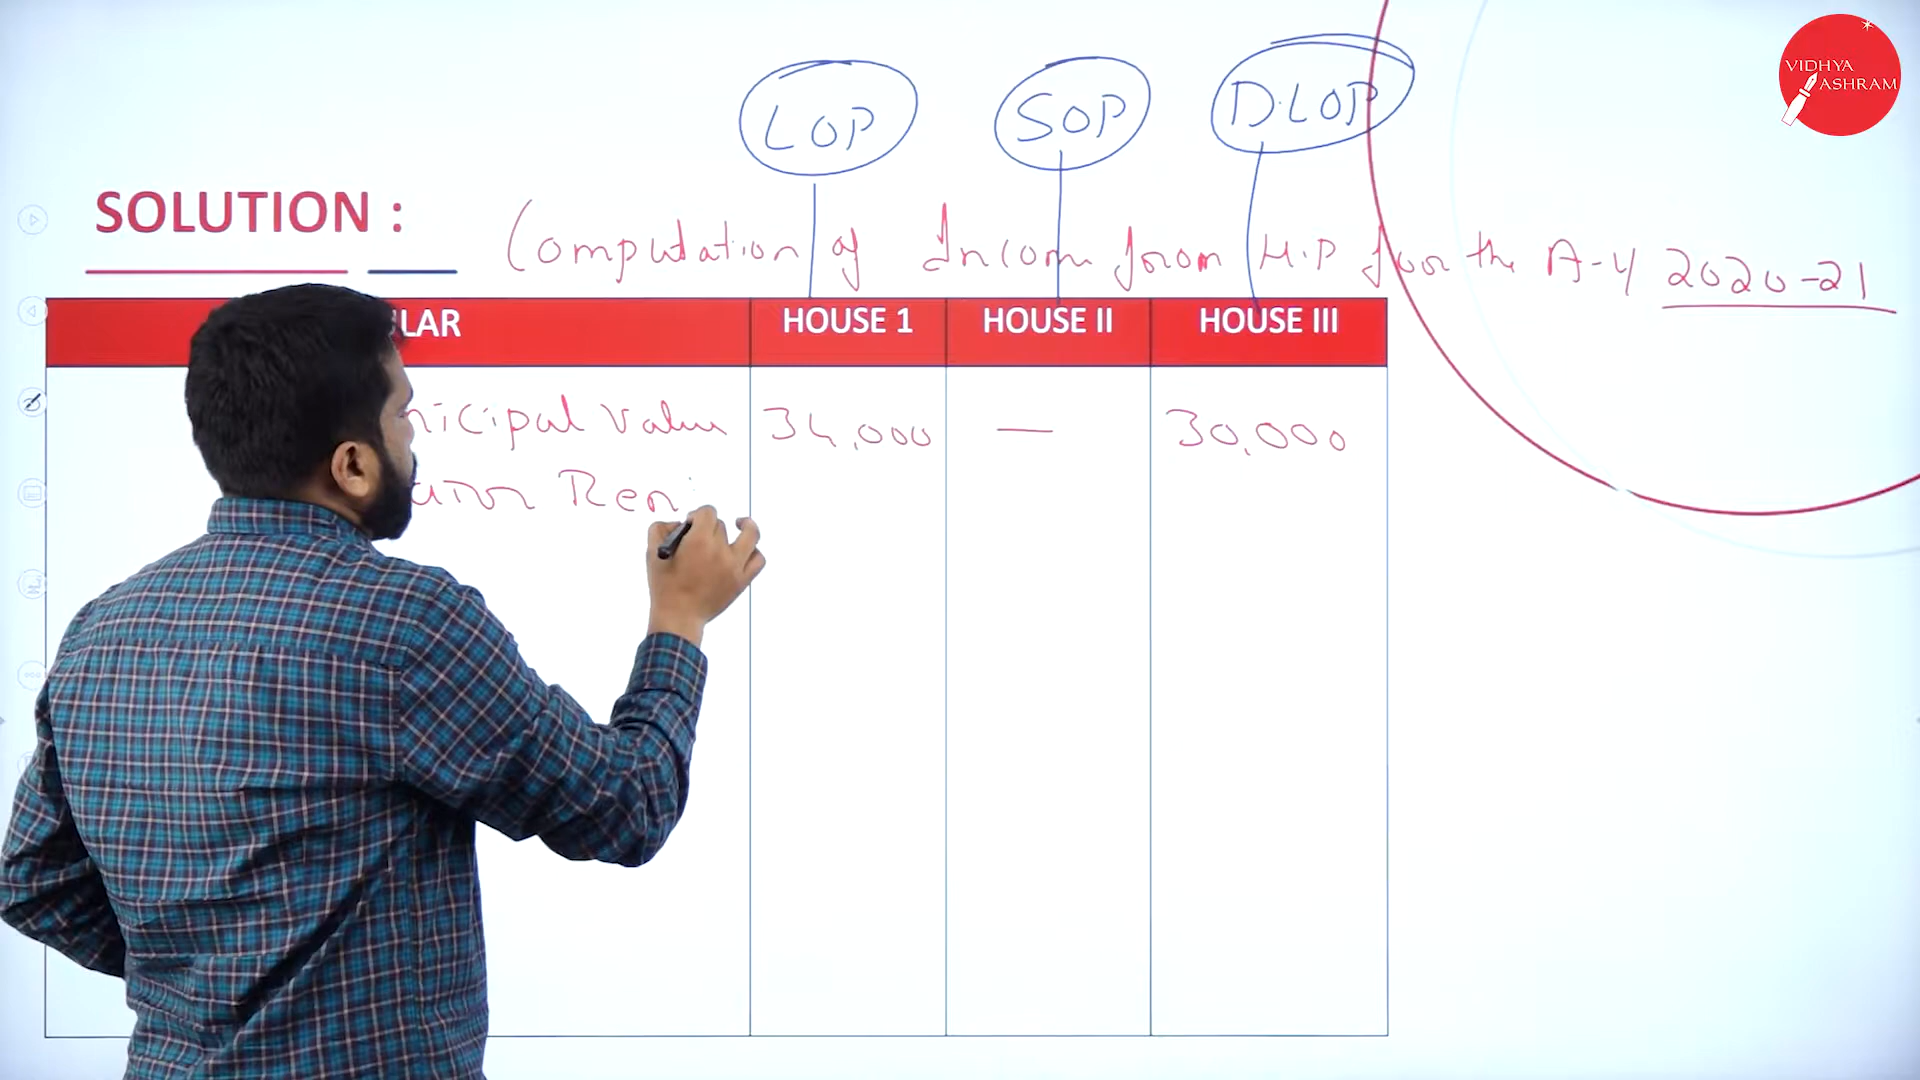 VIDHYA
ASHRAM
LOP SOP D.LOP
SOLUTION :
Computation of Income from H.P for the A-Y 2020-21
LAR HOUSE 1 HOUSE II HOUSE III
nicipal Value 34,000 — 30,000
Ren